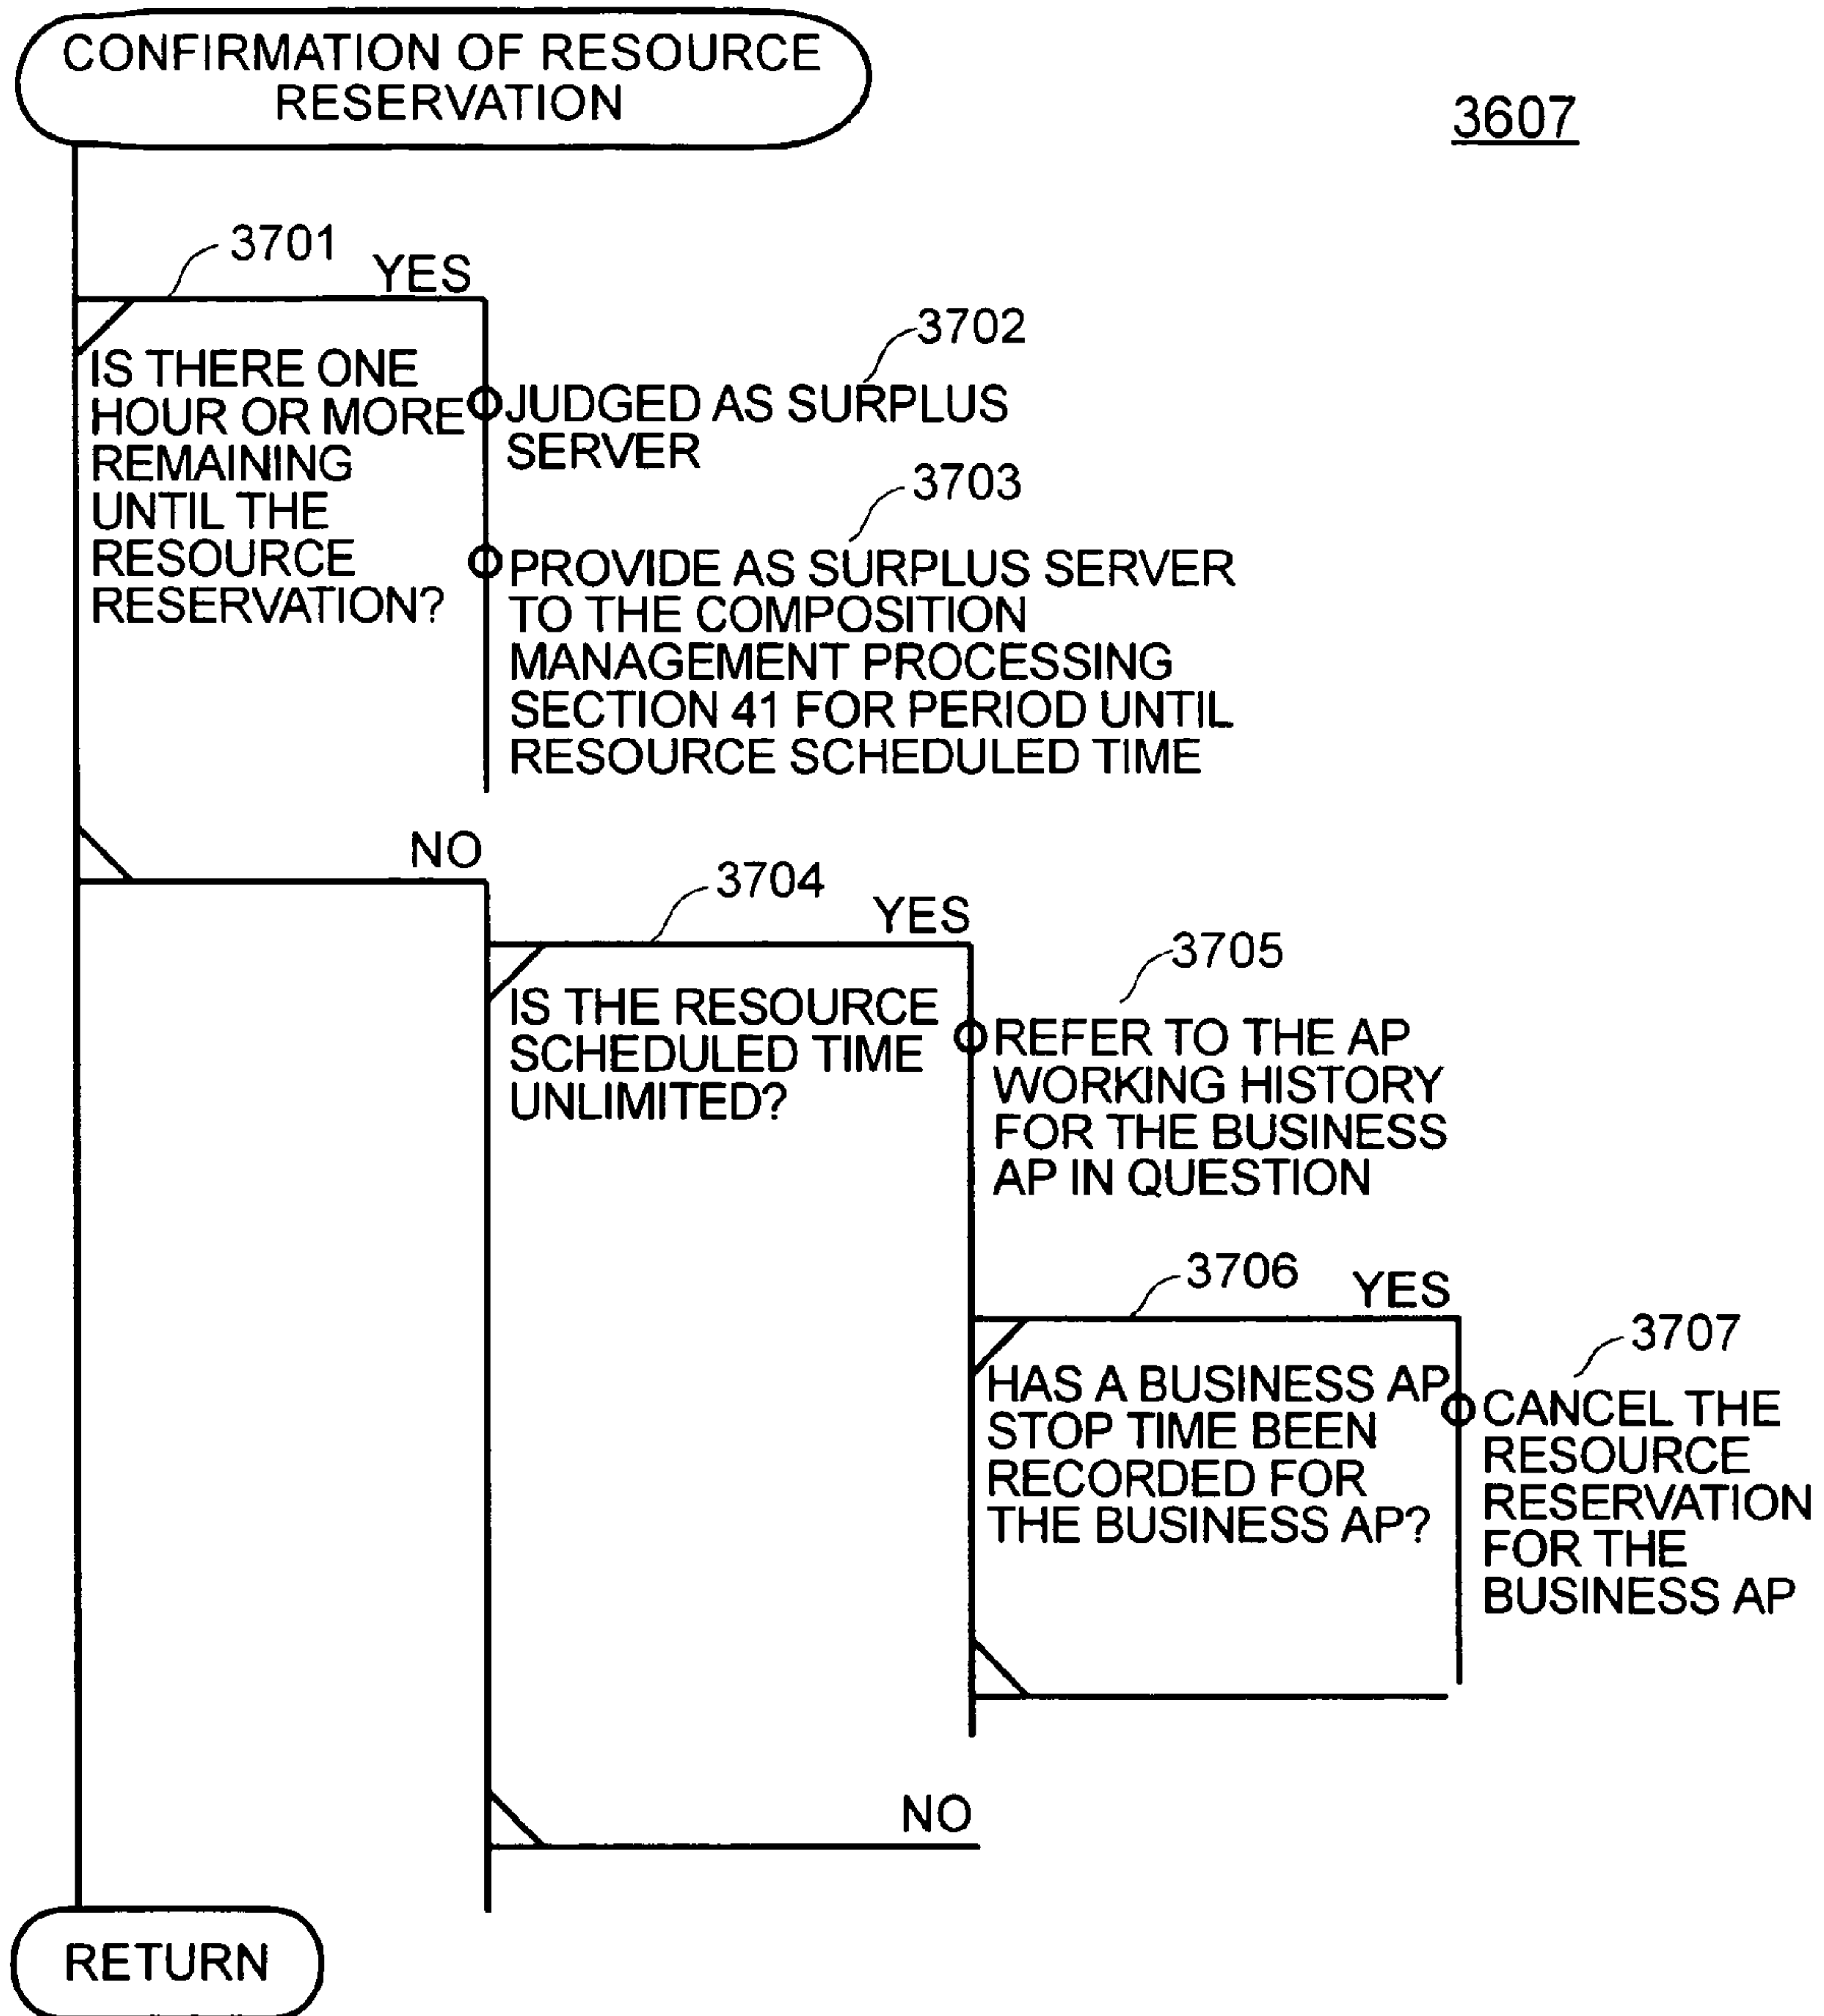 CONFIRMATION OF RESOURCE
RESERVATION
3607
3701
YES
IS THERE ONE
HOUR OR MORE
REMAINING
UNTIL THE
RESOURCE
RESERVATION?
3702
JUDGED AS SURPLUS
SERVER
3703
PROVIDE AS SURPLUS SERVER
TO THE COMPOSITION
MANAGEMENT PROCESSING
SECTION 41 FOR PERIOD UNTIL
RESOURCE SCHEDULED TIME
NO
3704
YES
IS THE RESOURCE
SCHEDULED TIME
UNLIMITED?
3705
REFER TO THE AP
WORKING HISTORY
FOR THE BUSINESS
AP IN QUESTION
3706
YES
HAS A BUSINESS AP
STOP TIME BEEN
RECORDED FOR
THE BUSINESS AP?
3707
CANCEL THE
RESOURCE
RESERVATION
FOR THE
BUSINESS AP
NO
RETURN